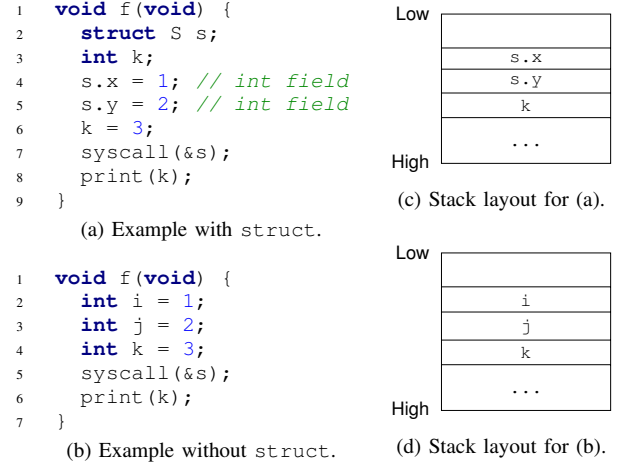 1 void f(void) {
2 struct S s;
3 int k;
4 s.x = 1; // int field
5 s.y = 2; // int field
6 k = 3;
7 syscall(&s);
8 print(k);
9 }
(a) Example with struct.
Low
s.x
s.y
k
...
High
(c) Stack layout for (a).
1 void f(void) {
2 int i = 1;
3 int j = 2;
4 int k = 3;
5 syscall(&s);
6 print(k);
7 }
(b) Example without struct.
Low
i
j
k
...
High
(d) Stack layout for (b).